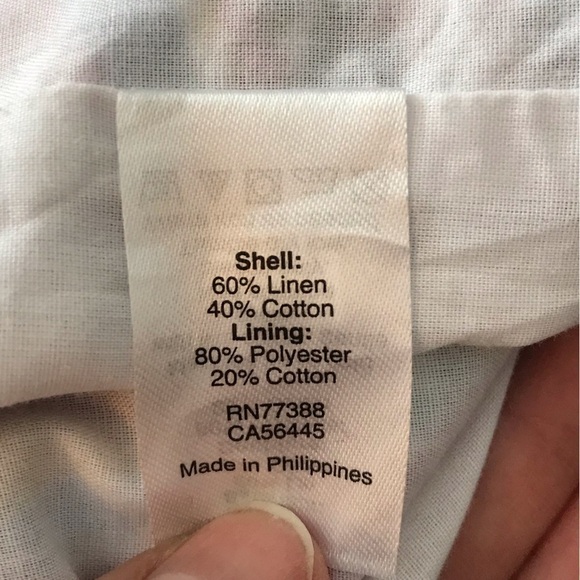 Shell:
60% Linen
40% Cotton
Lining:
80% Polyester
20% Cotton
RN77388
CA56445
Made in Philippines